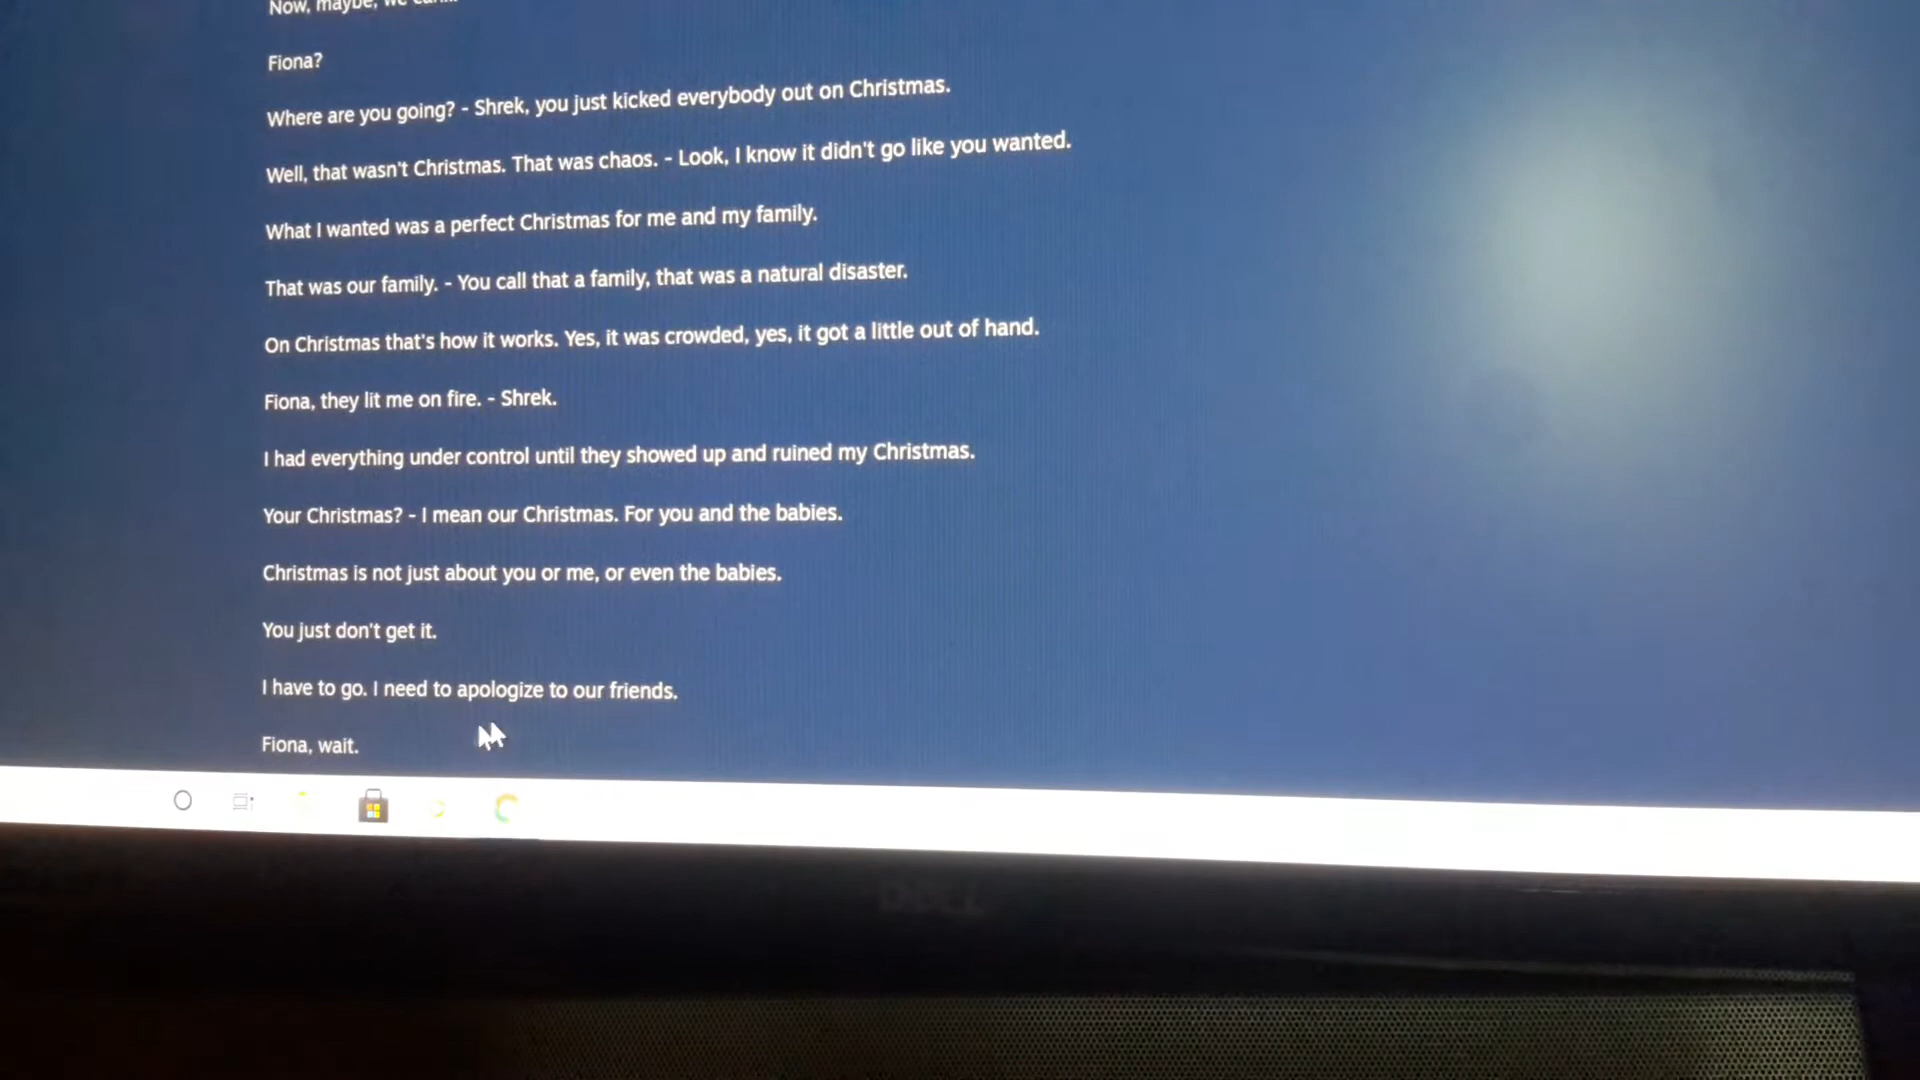 Now, maybe, we can...
Fiona?
Where are you going? - Shrek, you just kicked everybody out on Christmas.
Well, that wasn't Christmas. That was chaos. - Look, I know it didn't go like you wanted.
What I wanted was a perfect Christmas for me and my family.
That was our family. - You call that a family, that was a natural disaster.
On Christmas that's how it works. Yes, it was crowded, yes, it got a little out of hand.
Fiona, they lit me on fire. - Shrek.
I had everything under control until they showed up and ruined my Christmas.
Your Christmas? - I mean our Christmas. For you and the babies.
Christmas is not just about you or me, or even the babies.
You just don't get it.
I have to go. I need to apologize to our friends.
Fiona, wait.
DELL